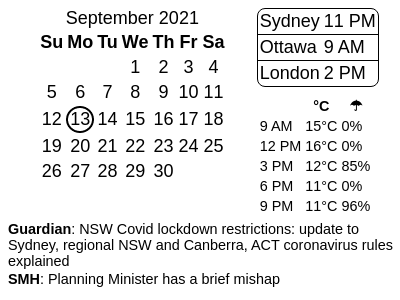 September 2021
Su Mo Tu We Th Fr Sa
1 2 3 4
5 6 7 8 9 10 11
12 13 14 15 16 17 18
19 20 21 22 23 24 25
26 27 28 29 30
Sydney 11 PM
Ottawa 9 AM
London 2 PM
°C ☂
9 AM 15°C 0%
12 PM 16°C 0%
3 PM 12°C 85%
6 PM 11°C 0%
9 PM 11°C 96%
Guardian: NSW Covid lockdown restrictions: update to
Sydney, regional NSW and Canberra, ACT coronavirus rules
explained
SMH: Planning Minister has a brief mishap